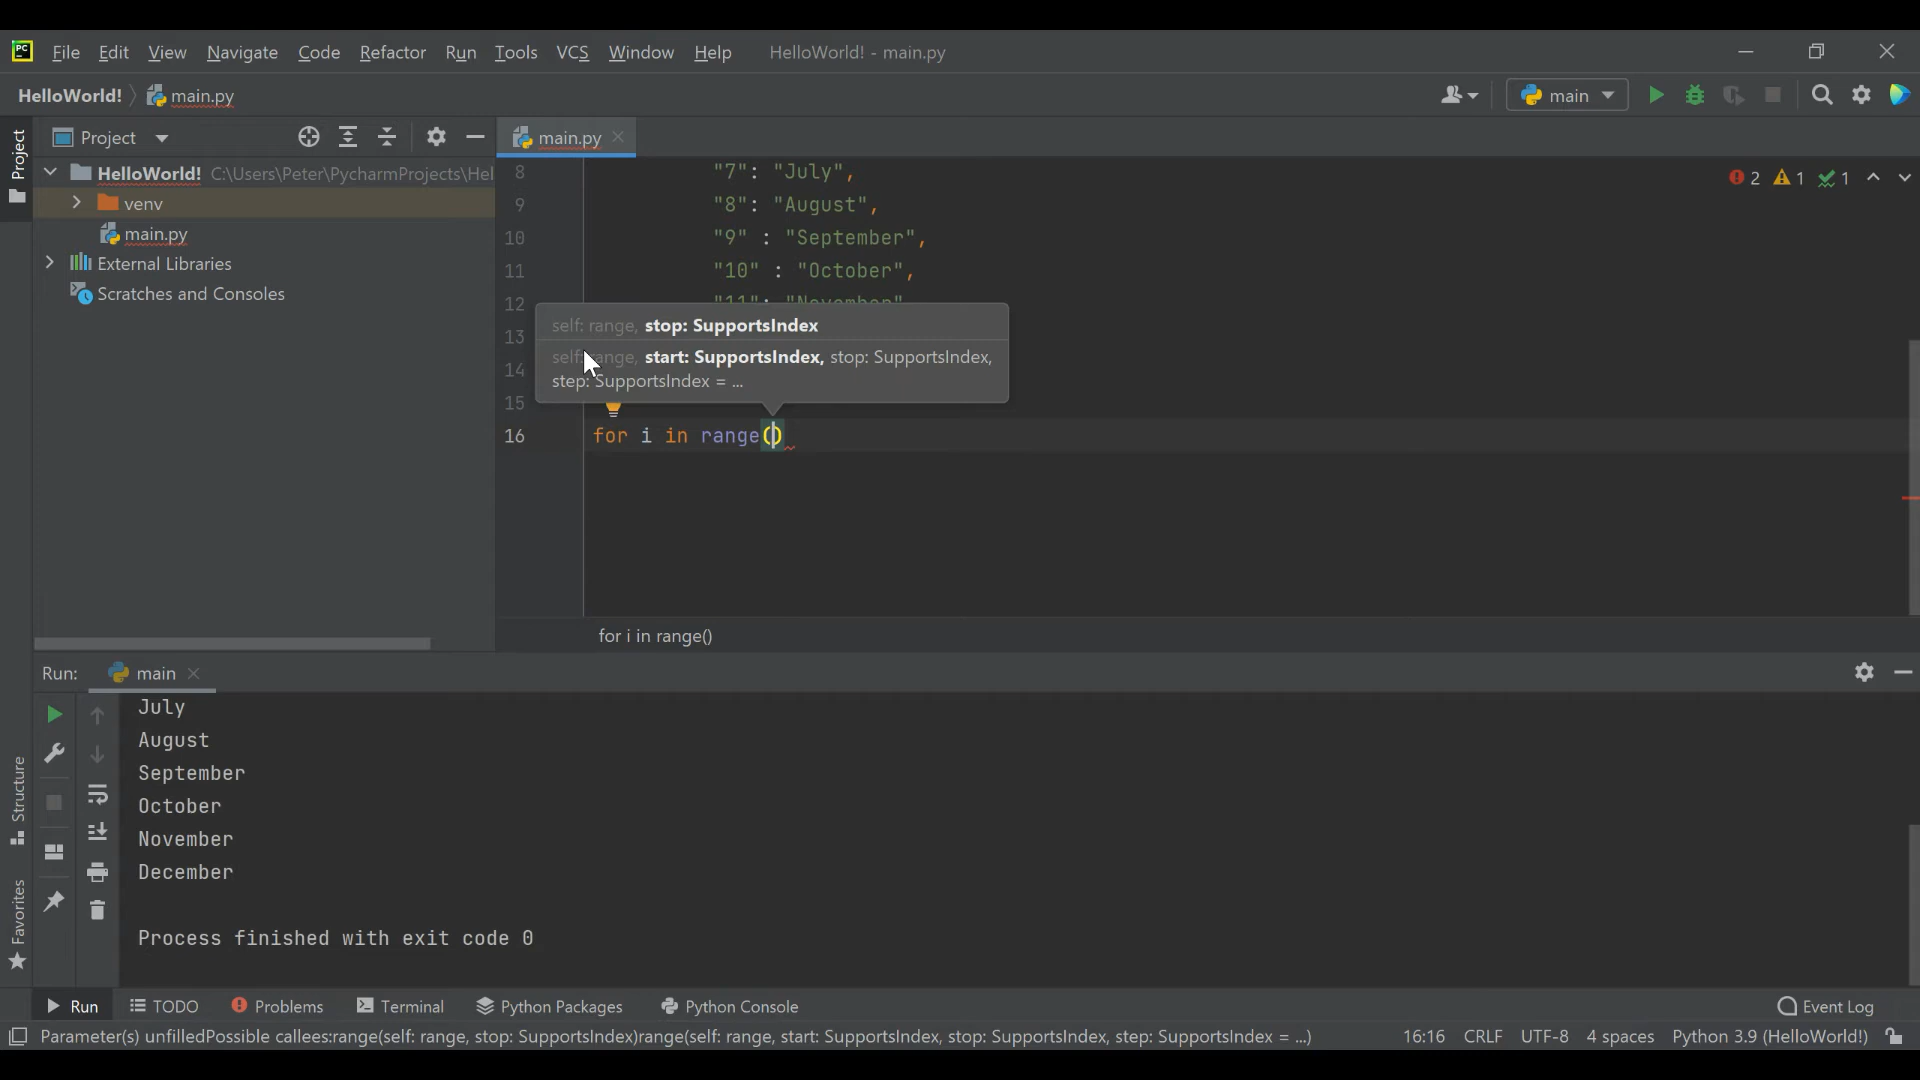 PC File Edit View Navigate Code Refactor Run Tools VCS Window Help HelloWorld! - main.py
HelloWorld! main.py main
Project
Project main.py
HelloWorld! C:\Users\Peter\PycharmProjects\Hel
venv
main.py
External Libraries
Scratches and Consoles
8 "7": "July",
9 "8": "August",
10 "9" : "September",
11 "10" : "October",
12 "11": "November"
13
14
15
16 for i in range()
2 1 1
self: range, stop: SupportsIndex
self: range, start: SupportsIndex, stop: SupportsIndex,
step: SupportsIndex = ...
for i in range()
Run: main
July
August
September
October
November
December
Process finished with exit code 0
Structure
Favorites
Run TODO Problems Terminal Python Packages Python Console Event Log
Parameter(s) unfilledPossible callees:range(self: range, stop: SupportsIndex)range(self: range, start: SupportsIndex, stop: SupportsIndex, step: SupportsIndex = ...) 16:16 CRLF UTF-8 4 spaces Python 3.9 (HelloWorld!)